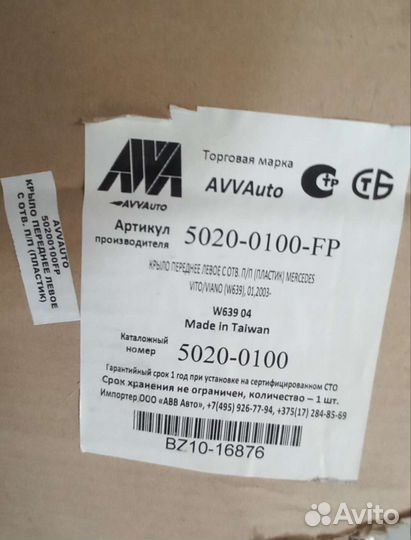 AVVAuto
Торговая марка
AVVAuto
СТР
СТБ
Артикул
производителя
5020-0100-FP
КРЫЛО ПЕРЕДНЕЕ ЛЕВОЕ С ОТВ. П/П (ПЛАСТИК) MERCEDES
VITO/VIANO (W639), 01,2003-
W639 04
Made in Taiwan
Каталожный
номер
5020-0100
Гарантийный срок 1 год при установке на сертифицированном СТО
Срок хранения не ограничен, количество – 1 шт.
Импортер:ООО «АВВ Авто», +7(495) 926-77-94, +375(17) 284-85-69
BZ10-16876
AVVAUTO
50200100FP
КРЫЛО ПЕРЕДНЕЕ ЛЕВОЕ
С ОТВ. П/П (ПЛАСТИК)
Avito